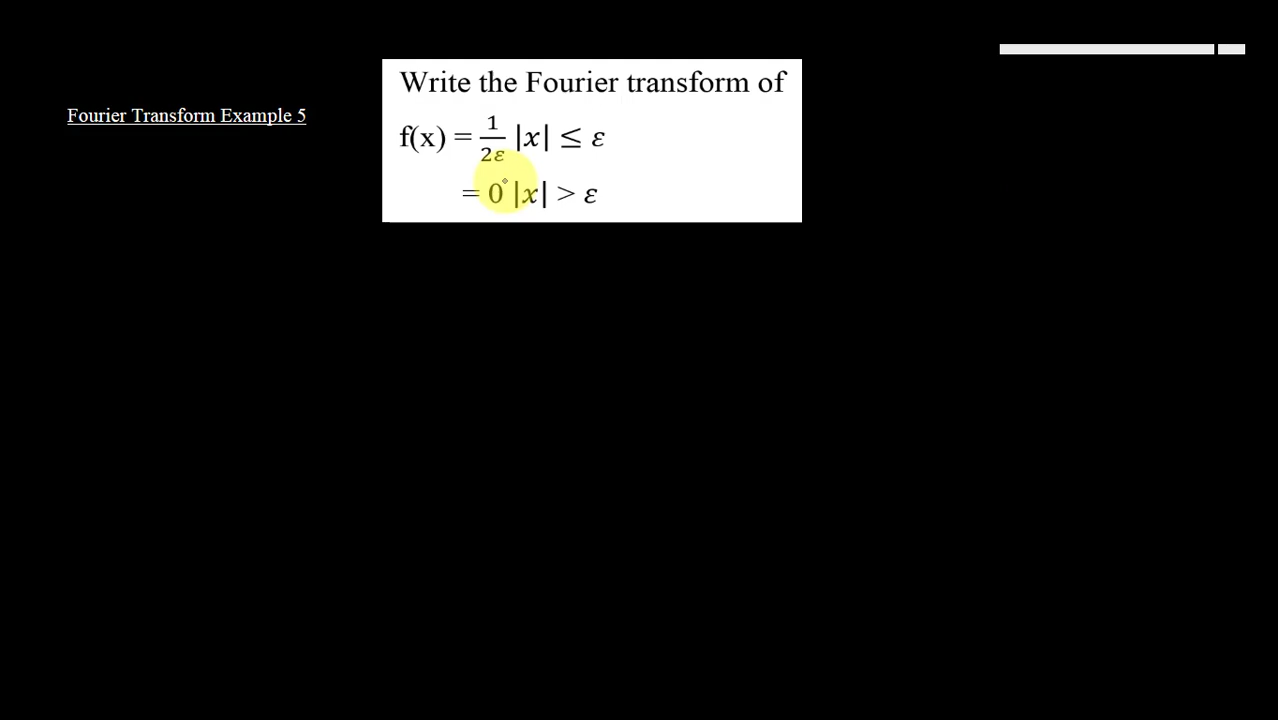 Write the Fourier transform of
Fourier Transform Example 5
f(x) = 1/2ε |x| ≤ ε
= 0 |x| > ε